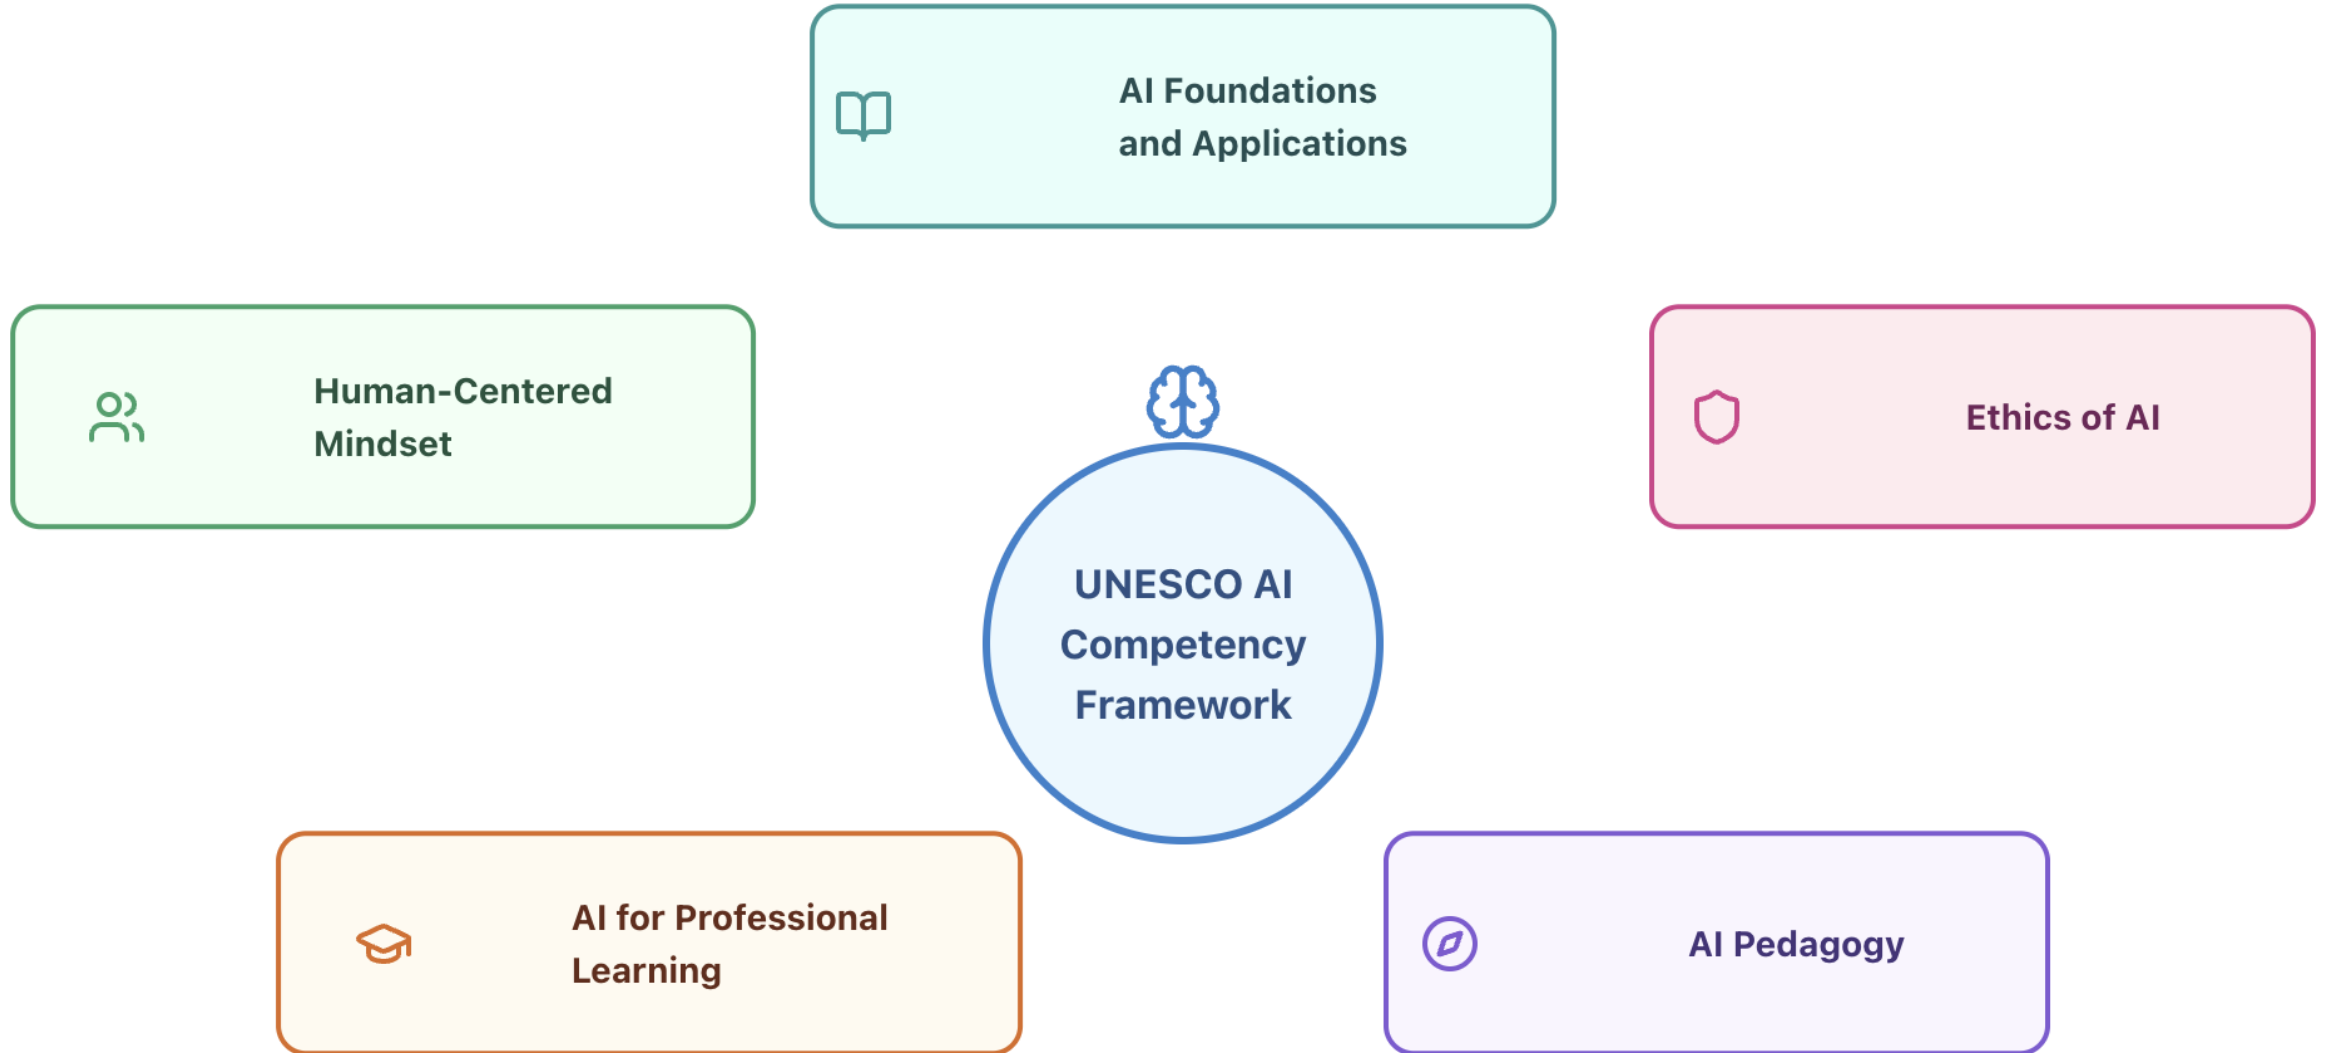 AI Foundations
and Applications
Human-Centered
Mindset
Ethics of AI
UNESCO AI
Competency
Framework
AI for Professional
Learning
AI Pedagogy